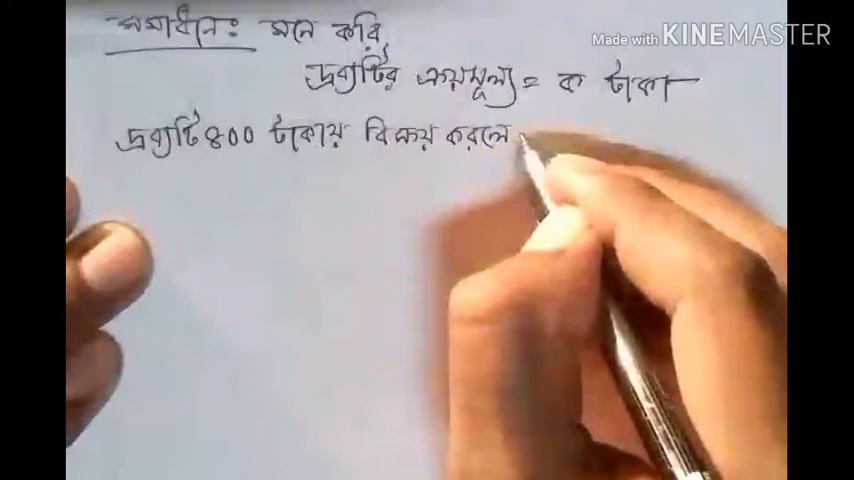 সমাধানঃ মনে করি,
Made with KINEMASTER
দ্রব্যটির ক্রয়মূল্য = ক টাকা
দ্রব্যটি ৪০০ টাকায় বিক্রয় করলে